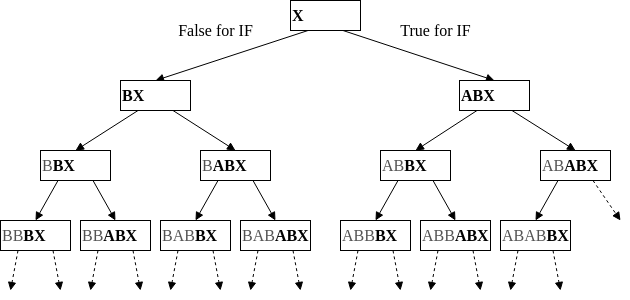 X
False for IF
True for IF
BX
ABX
BBX
BABX
ABBX
ABABX
BBBX
BBABX
BABBX
BABABX
ABBBX
ABBABX
ABABBX